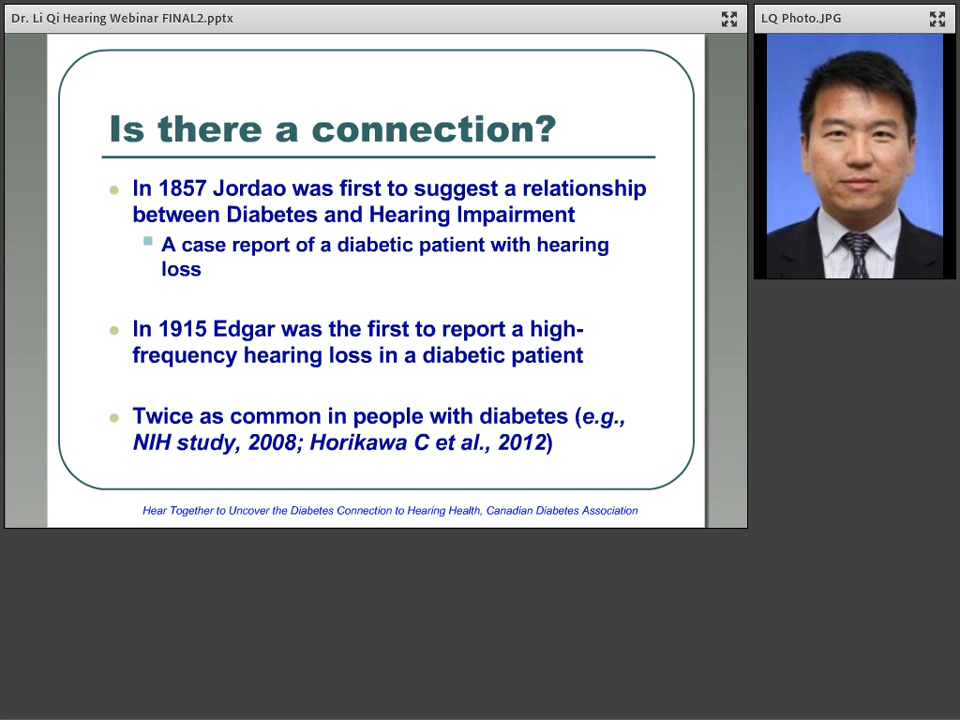 Dr. Li Qi Hearing Webinar FINAL2.pptx
LQ Photo.JPG
Is there a connection?
In 1857 Jordao was first to suggest a relationship
between Diabetes and Hearing Impairment
A case report of a diabetic patient with hearing
loss
In 1915 Edgar was the first to report a high-
frequency hearing loss in a diabetic patient
Twice as common in people with diabetes (e.g.,
NIH study, 2008; Horikawa C et al., 2012)
Hear Together to Uncover the Diabetes Connection to Hearing Health, Canadian Diabetes Association